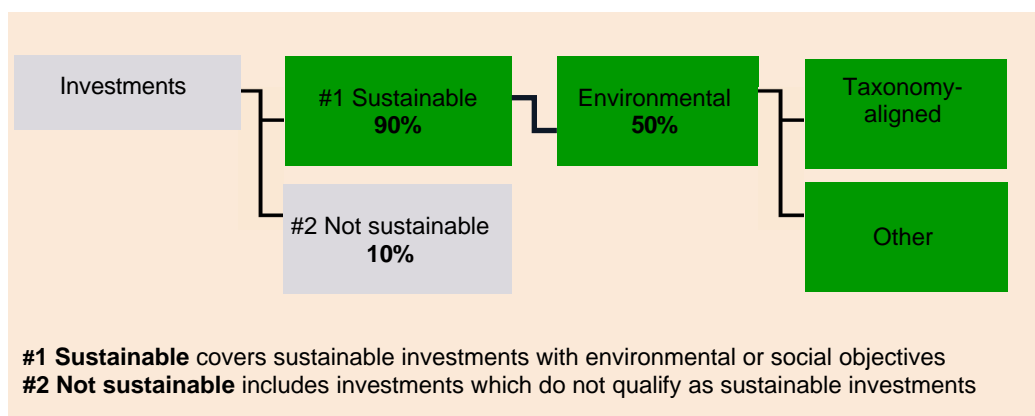 Investments
#1 Sustainable
90%
#2 Not sustainable
10%
Environmental
50%
Taxonomy-
aligned
Other
#1 Sustainable covers sustainable investments with environmental or social objectives
#2 Not sustainable includes investments which do not qualify as sustainable investments